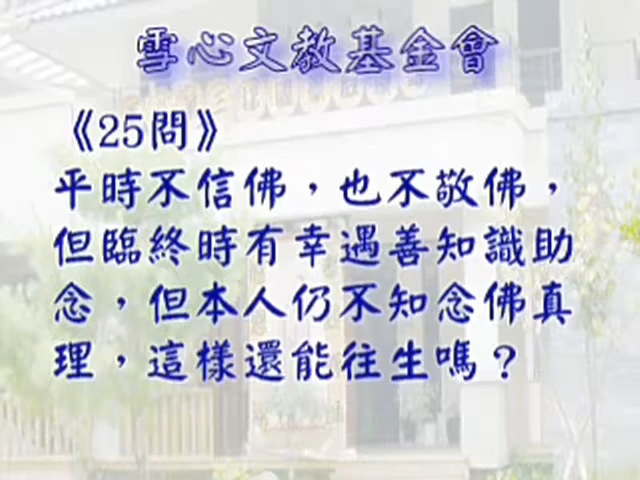 雪心文教基金會
《25問》
平時不信佛，也不敬佛，
但臨終時有幸遇善知識助
念，但本人仍不知念佛真
理，這樣還能往生嗎？